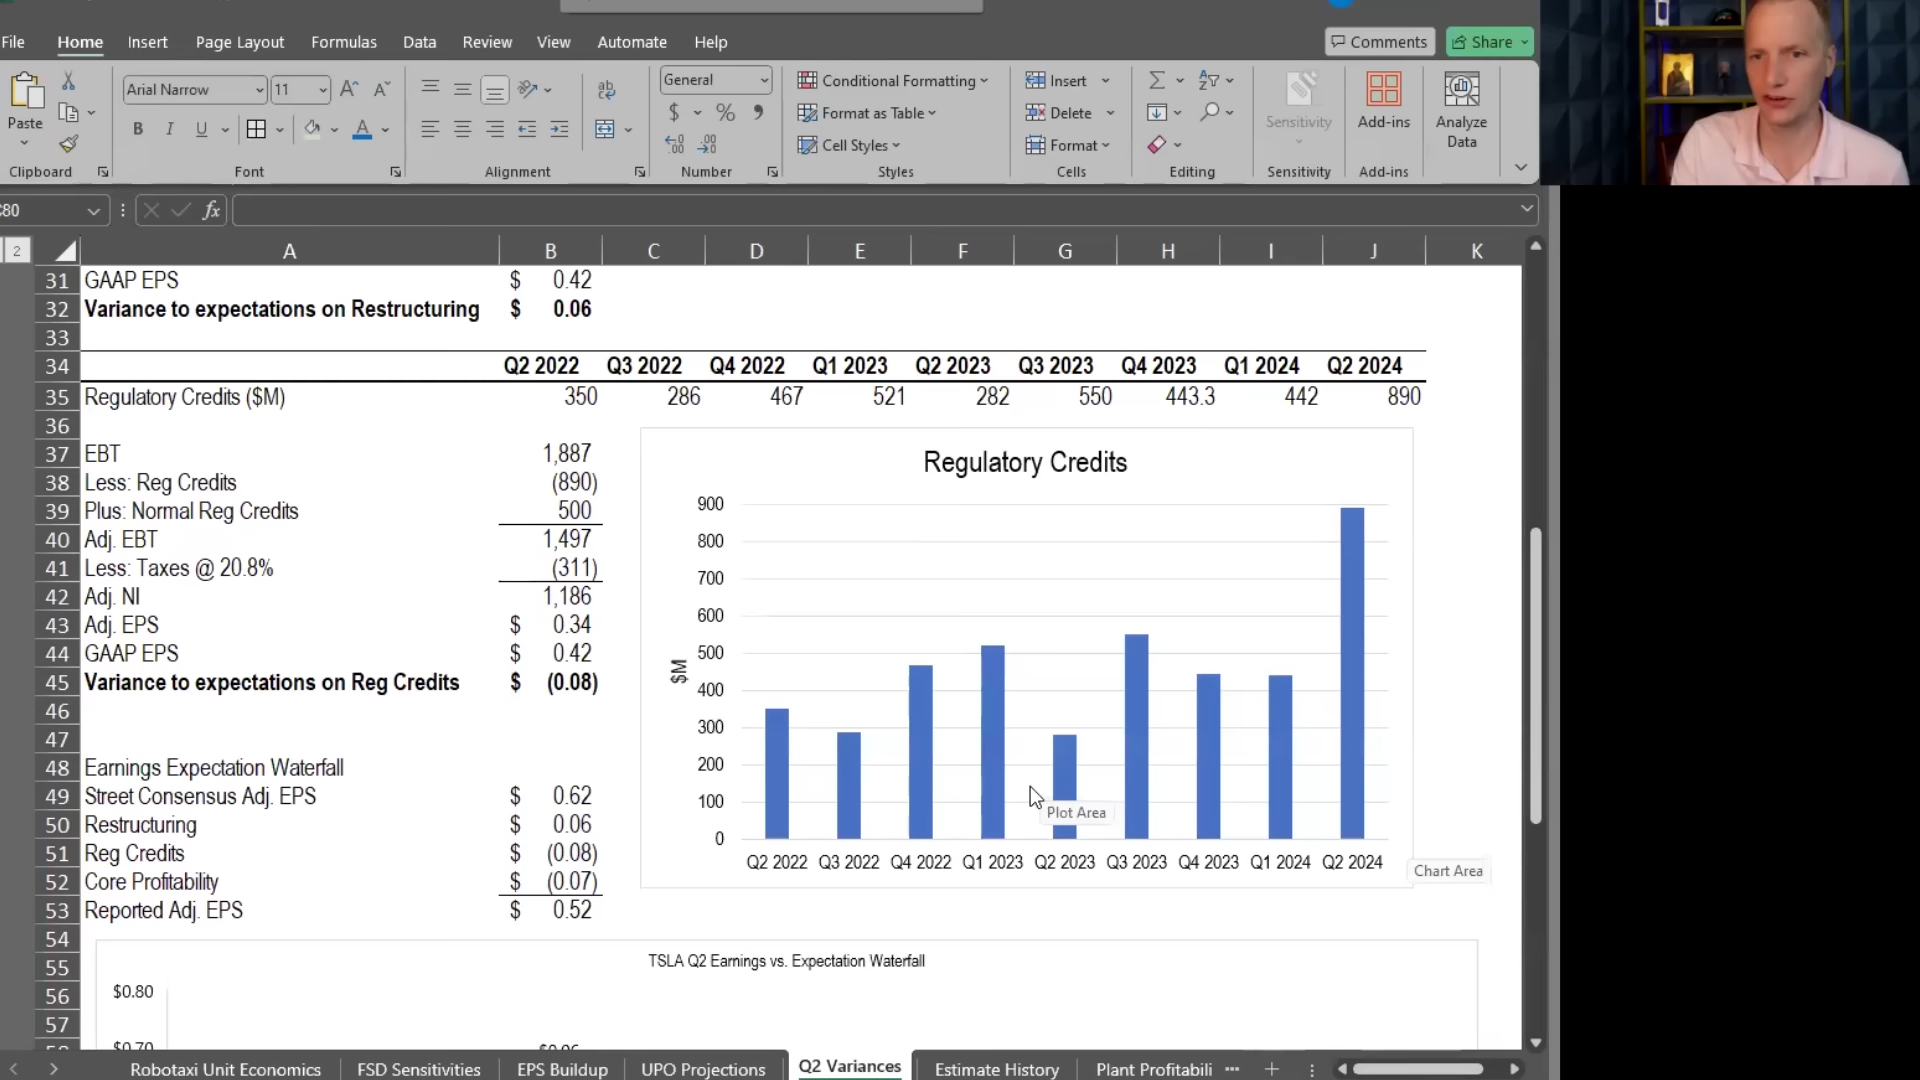 File Home Insert Page Layout Formulas Data Review View Automate Help Comments Share
Paste
Arial Narrow 11
General
Conditional Formatting
Format as Table
Cell Styles
Insert
Delete
Format
Sensitivity
Add-ins
Analyze
Data
Clipboard Font Alignment Number Styles Cells Editing Sensitivity Add-ins
C80 fx
2 A B C D E F G H I J K
31 GAAP EPS $ 0.42
32 Variance to expectations on Restructuring $ 0.06
33
34 Q2 2022 Q3 2022 Q4 2022 Q1 2023 Q2 2023 Q3 2023 Q4 2023 Q1 2024 Q2 2024
35 Regulatory Credits ($M) 350 286 467 521 282 550 443.3 442 890
36
37 EBT 1,887
38 Less: Reg Credits (890)
39 Plus: Normal Reg Credits 500
40 Adj. EBT 1,497
41 Less: Taxes @ 20.8% (311)
42 Adj. NI 1,186
43 Adj. EPS $ 0.34
44 GAAP EPS $ 0.42
45 Variance to expectations on Reg Credits $ (0.08)
46
47
48 Earnings Expectation Waterfall
49 Street Consensus Adj. EPS $ 0.62
50 Restructuring $ 0.06
51 Reg Credits $ (0.08)
52 Core Profitability $ (0.07)
53 Reported Adj. EPS $ 0.52
54
55
56
57
Regulatory Credits
$M
900
800
700
600
500
400
300
200
100
0
Q2 2022 Q3 2022 Q4 2022 Q1 2023 Q2 2023 Q3 2023 Q4 2023 Q1 2024 Q2 2024
Plot Area
Chart Area
TSLA Q2 Earnings vs. Expectation Waterfall
$0.80
$0.70
$0.06
Robotaxi Unit Economics FSD Sensitivities EPS Buildup UPO Projections Q2 Variances Estimate History Plant Profitabili ...